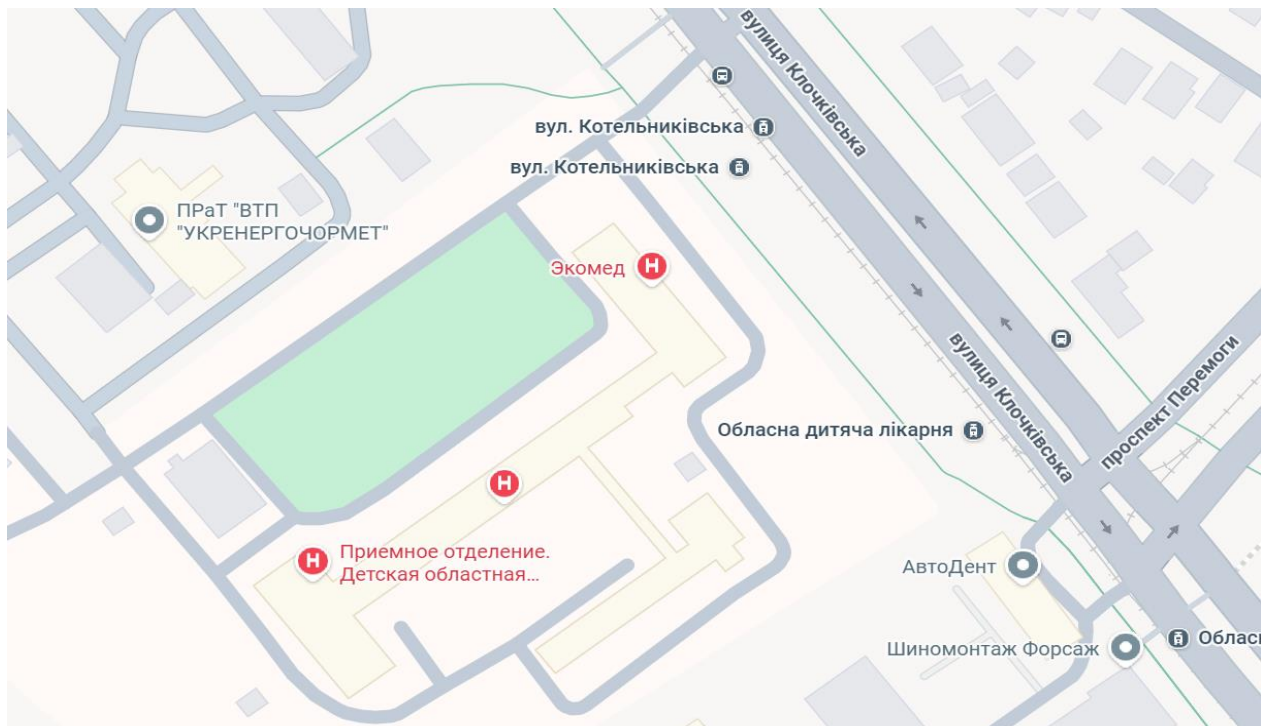 вулиця Клочківська
вул. Котельниківська
вул. Котельниківська
ПРаТ "ВТП
"УКРЕНЕРГОЧОРМЕТ"
Экомед
H
вулиця Клочківська
проспект Перемоги
Обласна дитяча лікарня
H
H
Приемное отделение.
Детская областная...
АвтоДент
Шиномонтаж Форсаж
Обласн